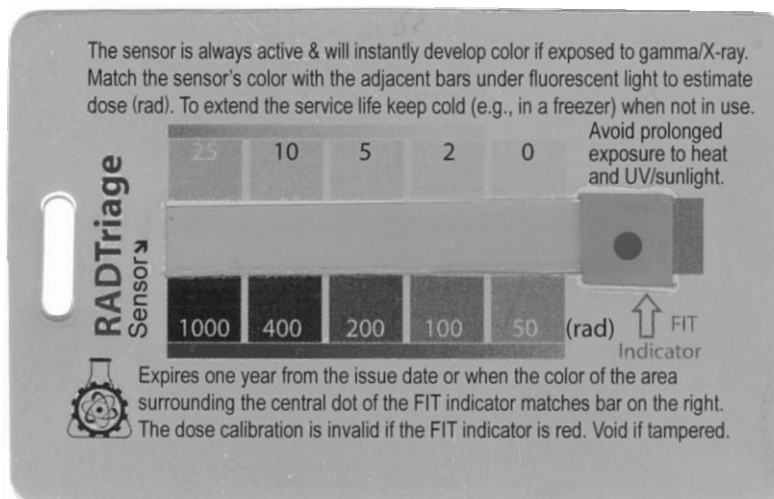 The sensor is always active & will instantly develop color if exposed to gamma/X-ray.
Match the sensor's color with the adjacent bars under fluorescent light to estimate
dose (rad). To extend the service life keep cold (e.g., in a freezer) when not in use.
25 10 5 2 0
Avoid prolonged
exposure to heat
and UV/sunlight.
RADTriage
Sensor
1000 400 200 100 50 (rad)
FIT
Indicator
Expires one year from the issue date or when the color of the area
surrounding the central dot of the FIT indicator matches bar on the right.
The dose calibration is invalid if the FIT indicator is red. Void if tampered.